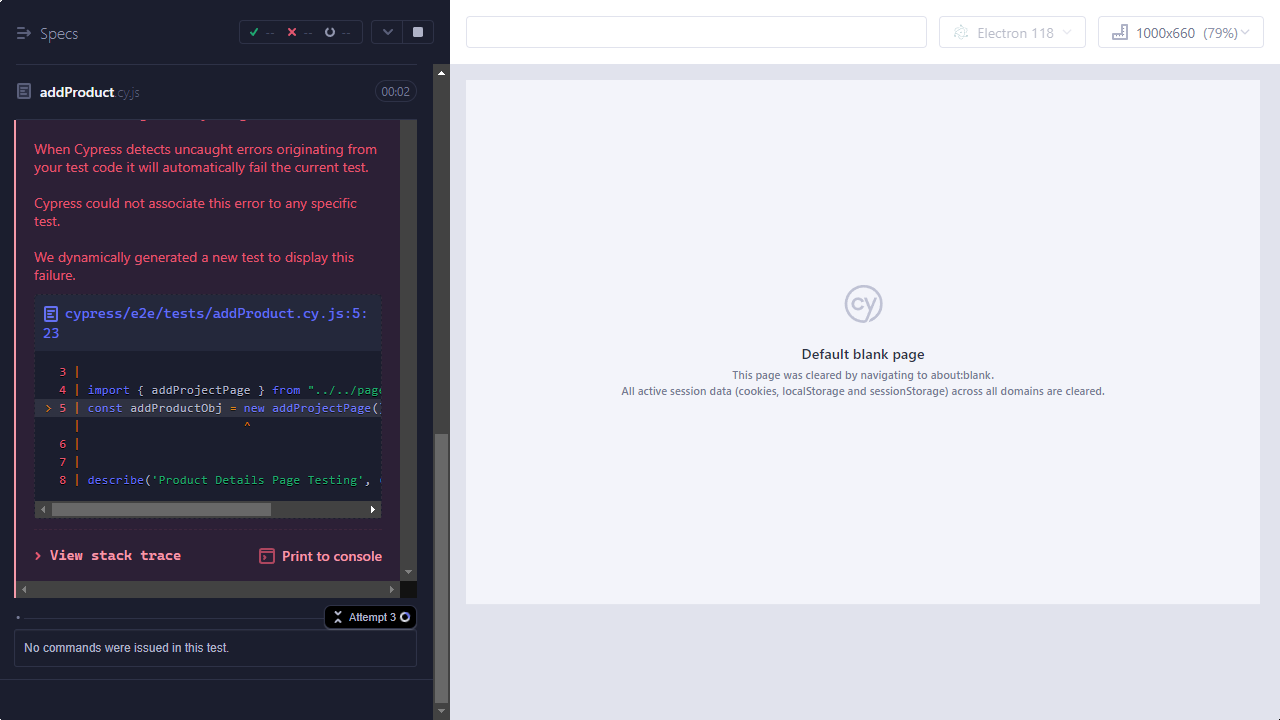 Specs
-- -- --
Electron 118
1000x660 (79%)
addProduct.cy.js
00:02
When Cypress detects uncaught errors originating from
your test code it will automatically fail the current test.
Cypress could not associate this error to any specific
test.
We dynamically generated a new test to display this
failure.
cypress/e2e/tests/addProduct.cy.js:5:
23
3 |
4 | import { addProjectPage } from "../../page
> 5 | const addProductObj = new addProjectPage()
| ^
6 |
7 |
8 | describe('Product Details Page Testing',
View stack trace
Print to console
Attempt 3
No commands were issued in this test.
cy
Default blank page
This page was cleared by navigating to about:blank.
All active session data (cookies, localStorage and sessionStorage) across all domains are cleared.